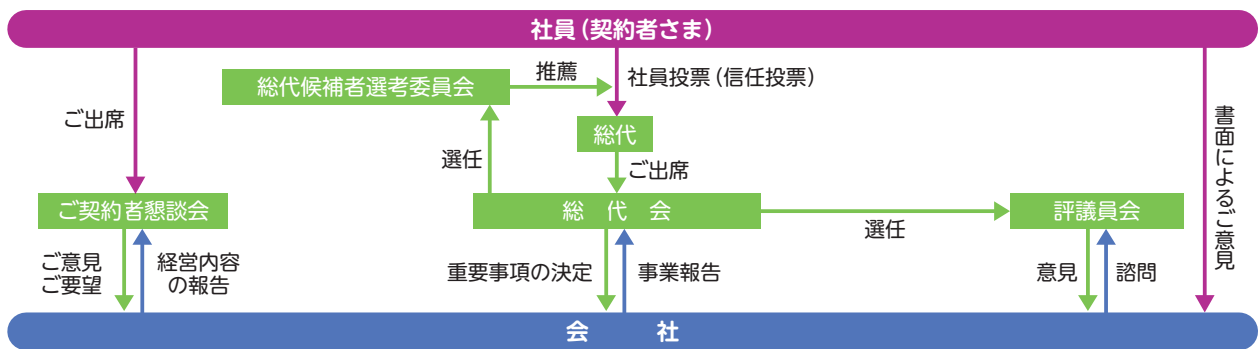 社員(契約者さま)
推薦
総代候補者選考委員会
社員投票(信任投票)
ご出席
総代
選任
ご出席
書面によるご意見
ご契約者懇談会
総代会
選任
評議員会
ご意見
ご要望
経営内容
の報告
重要事項の決定
事業報告
意見
諮問
会社